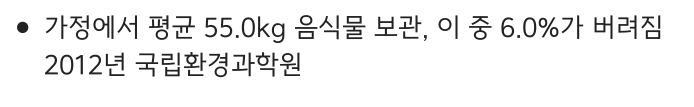 • 가정에서 평균 55.0kg 음식물 보관, 이 중 6.0%가 버려짐
2012년 국립환경과학원